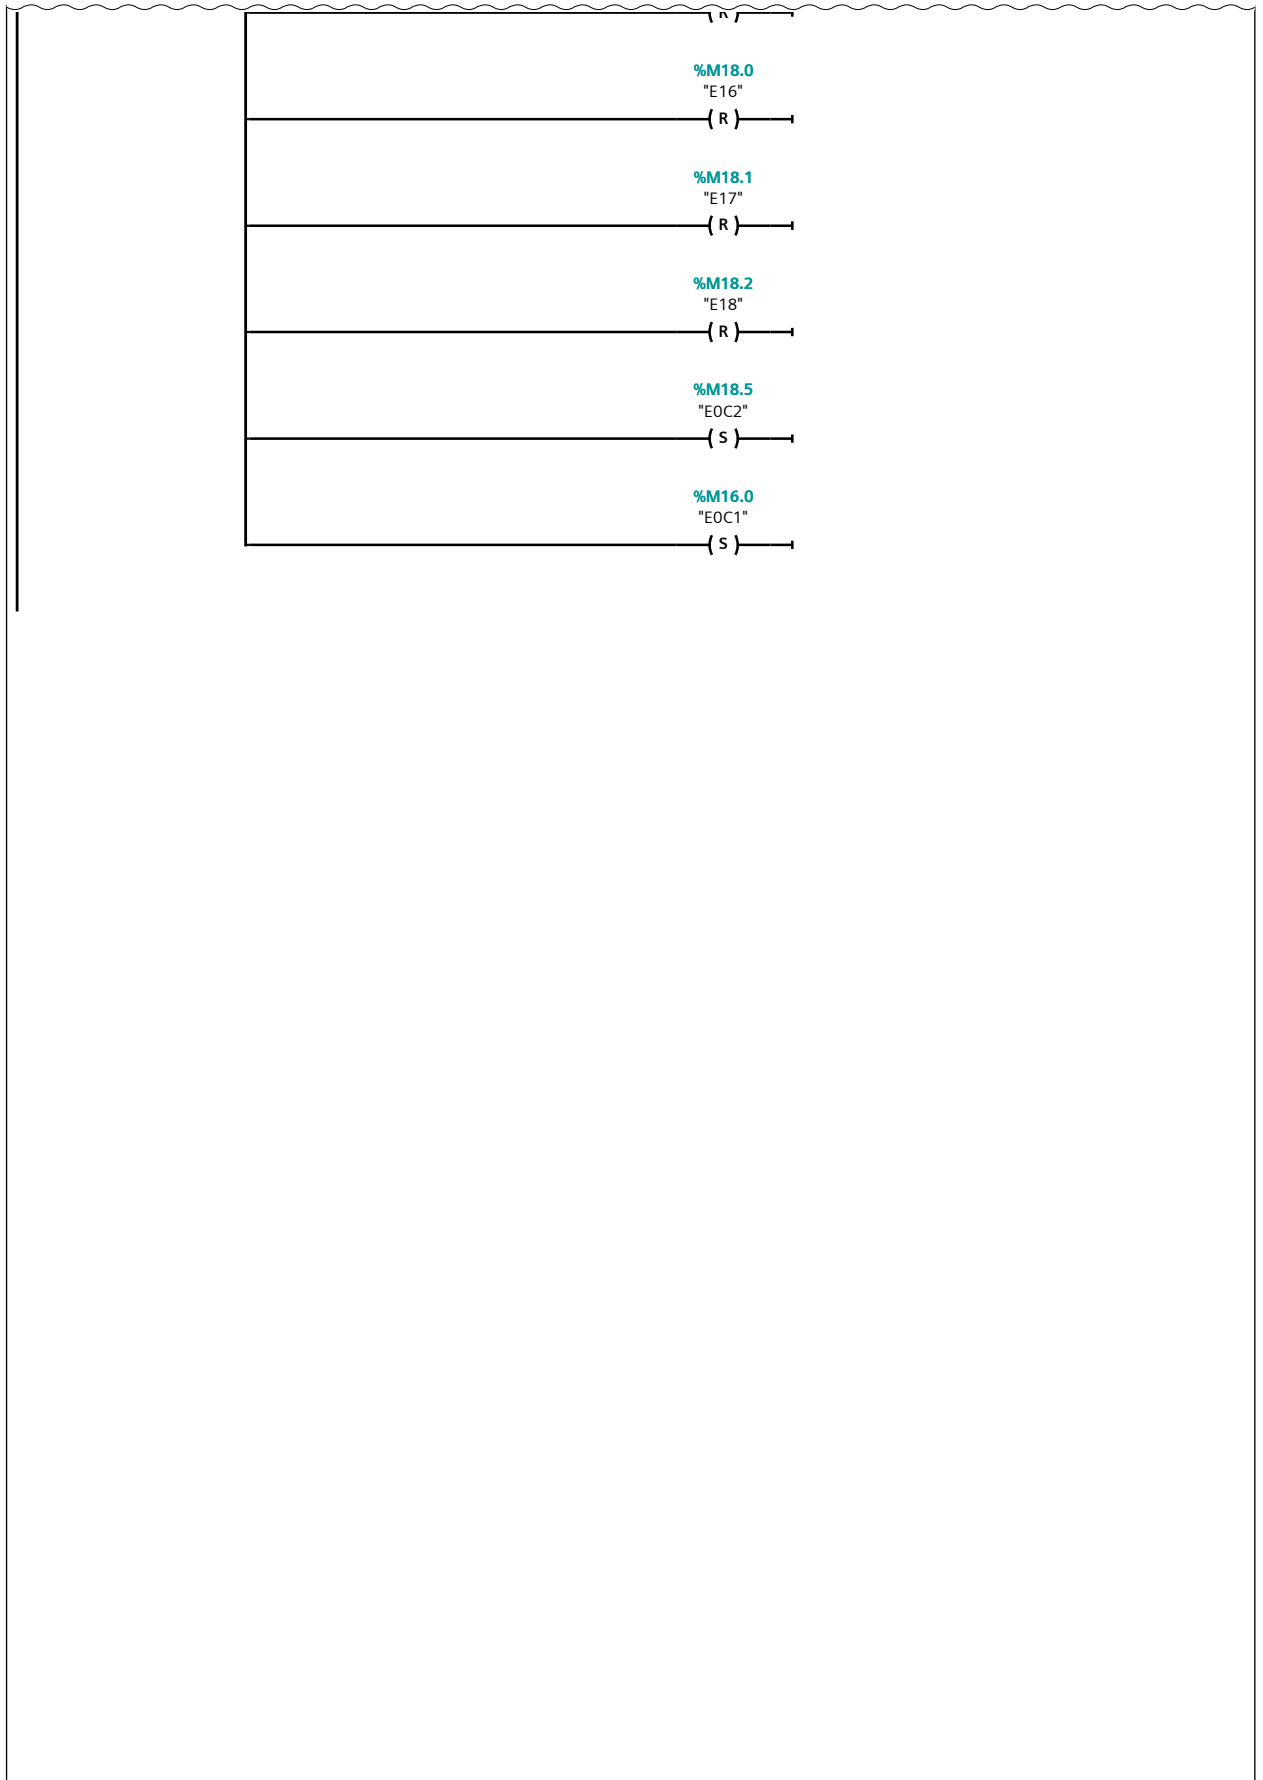 %M18.0
"E16"
( R )
%M18.1
"E17"
( R )
%M18.2
"E18"
( R )
%M18.5
"E0C2"
( S )
%M16.0
"E0C1"
( S )